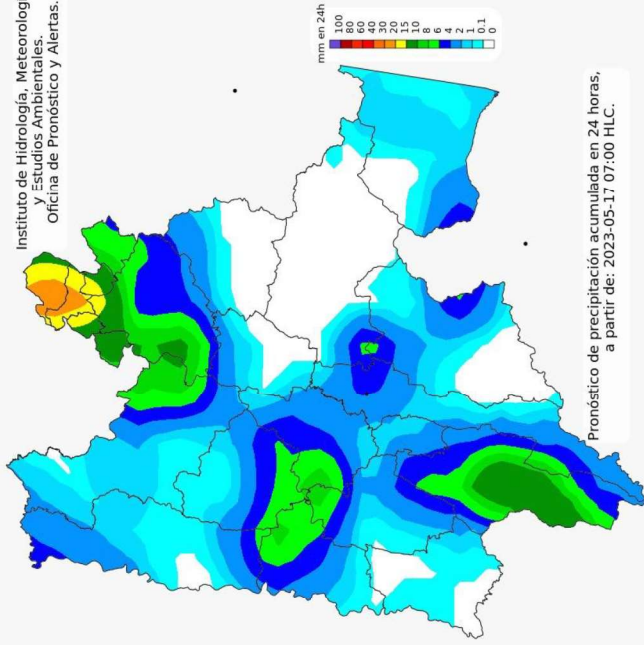 Instituto de Hidrología, Meteorologí
y Estudios Ambientales.
Oficina de Pronóstico y Alertas.
mm en 24h
100
80
60
40
30
20
15
10
8
6
4
2
1
0.1
0
Pronóstico de precipitación acumulada en 24 horas,
a partir de: 2023-05-17 07:00 HLC.